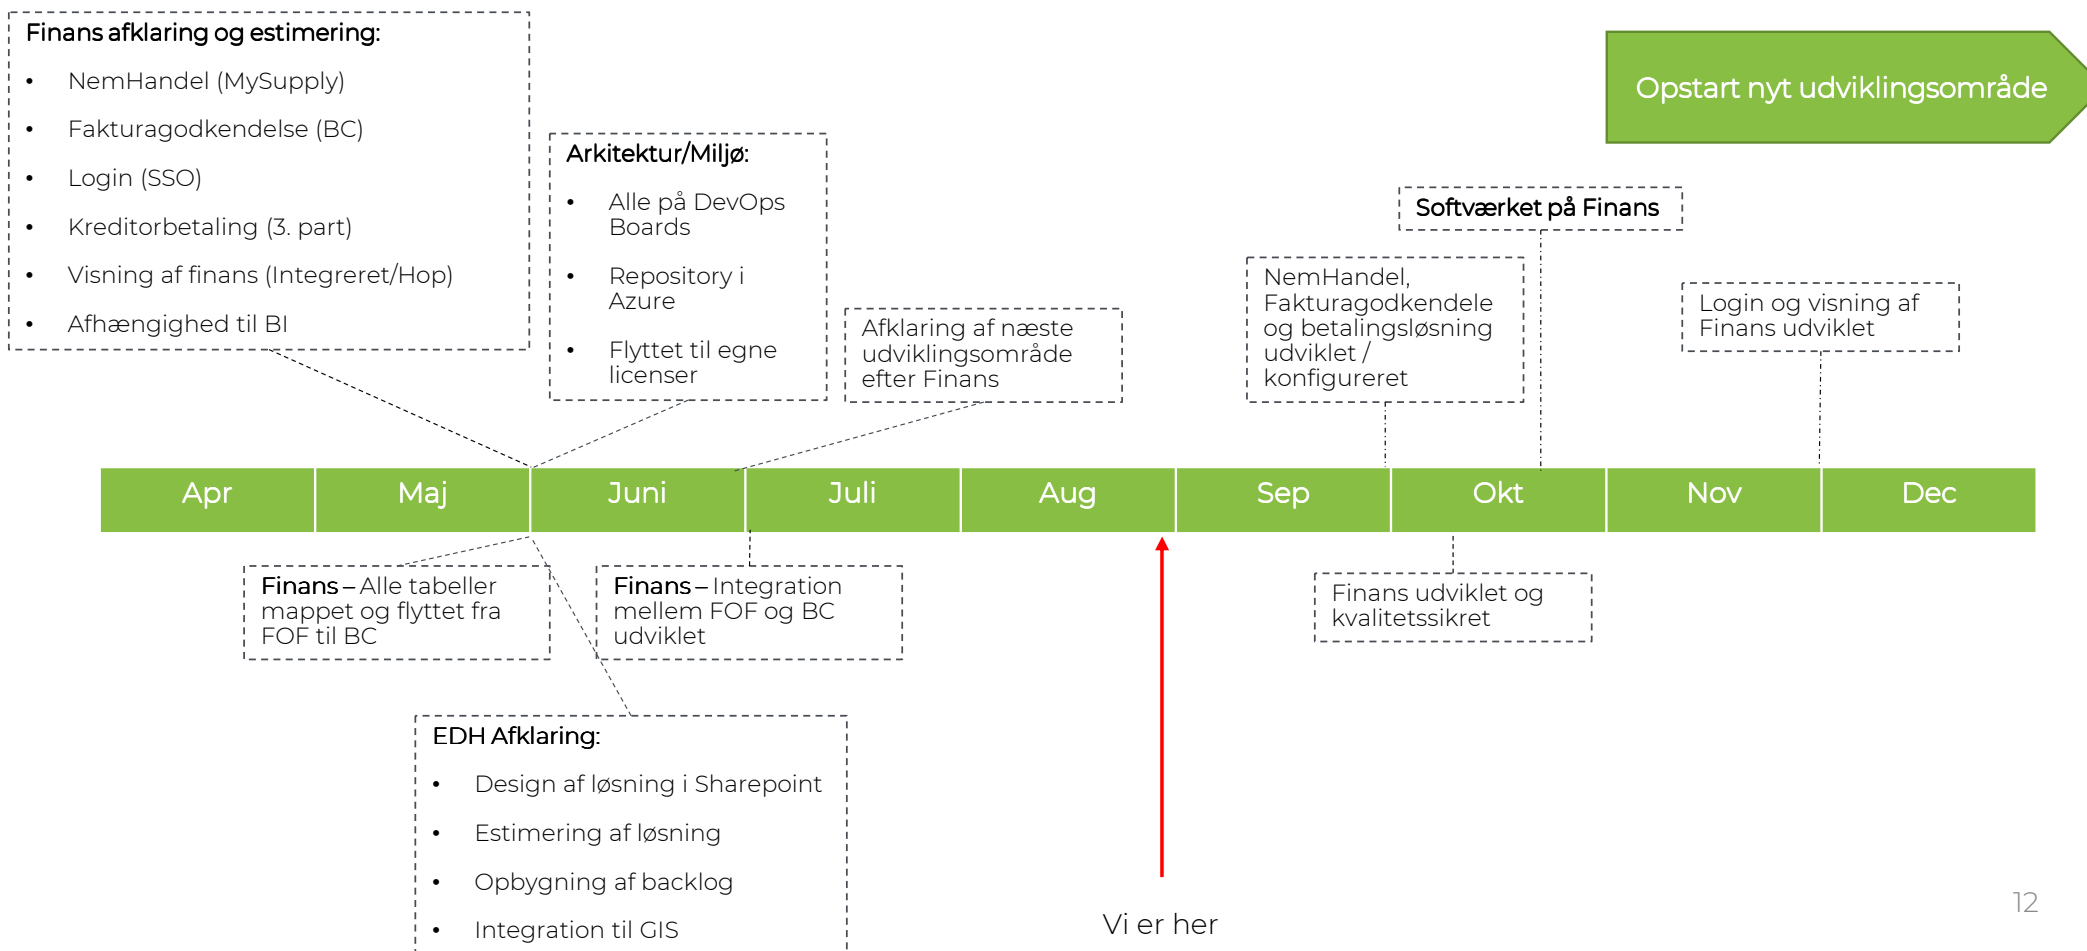 Finans afklaring og estimering:
• NemHandel (MySupply)
• Fakturagodkendelse (BC)
• Login (SSO)
• Kreditorbetaling (3. part)
• Visning af finans (Integreret/Hop)
• Afhængighed til BI
Arkitektur/Miljø:
• Alle på DevOps
Boards
• Repository i
Azure
• Flyttet til egne
licenser
Afklaring af næste
udviklingsområde
efter Finans
Opstart nyt udviklingsområde
Softværket på Finans
NemHandel,
Fakturagodkendele
og betalingsløsning
udviklet /
konfigureret
Login og visning af
Finans udviklet
Apr
Maj
Juni
Juli
Aug
Sep
Okt
Nov
Dec
Finans – Alle tabeller
mappet og flyttet fra
FOF til BC
Finans – Integration
mellem FOF og BC
udviklet
Finans udviklet og
kvalitetssikret
EDH Afklaring:
• Design af løsning i Sharepoint
• Estimering af løsning
• Opbygning af backlog
• Integration til GIS
Vi er her
12